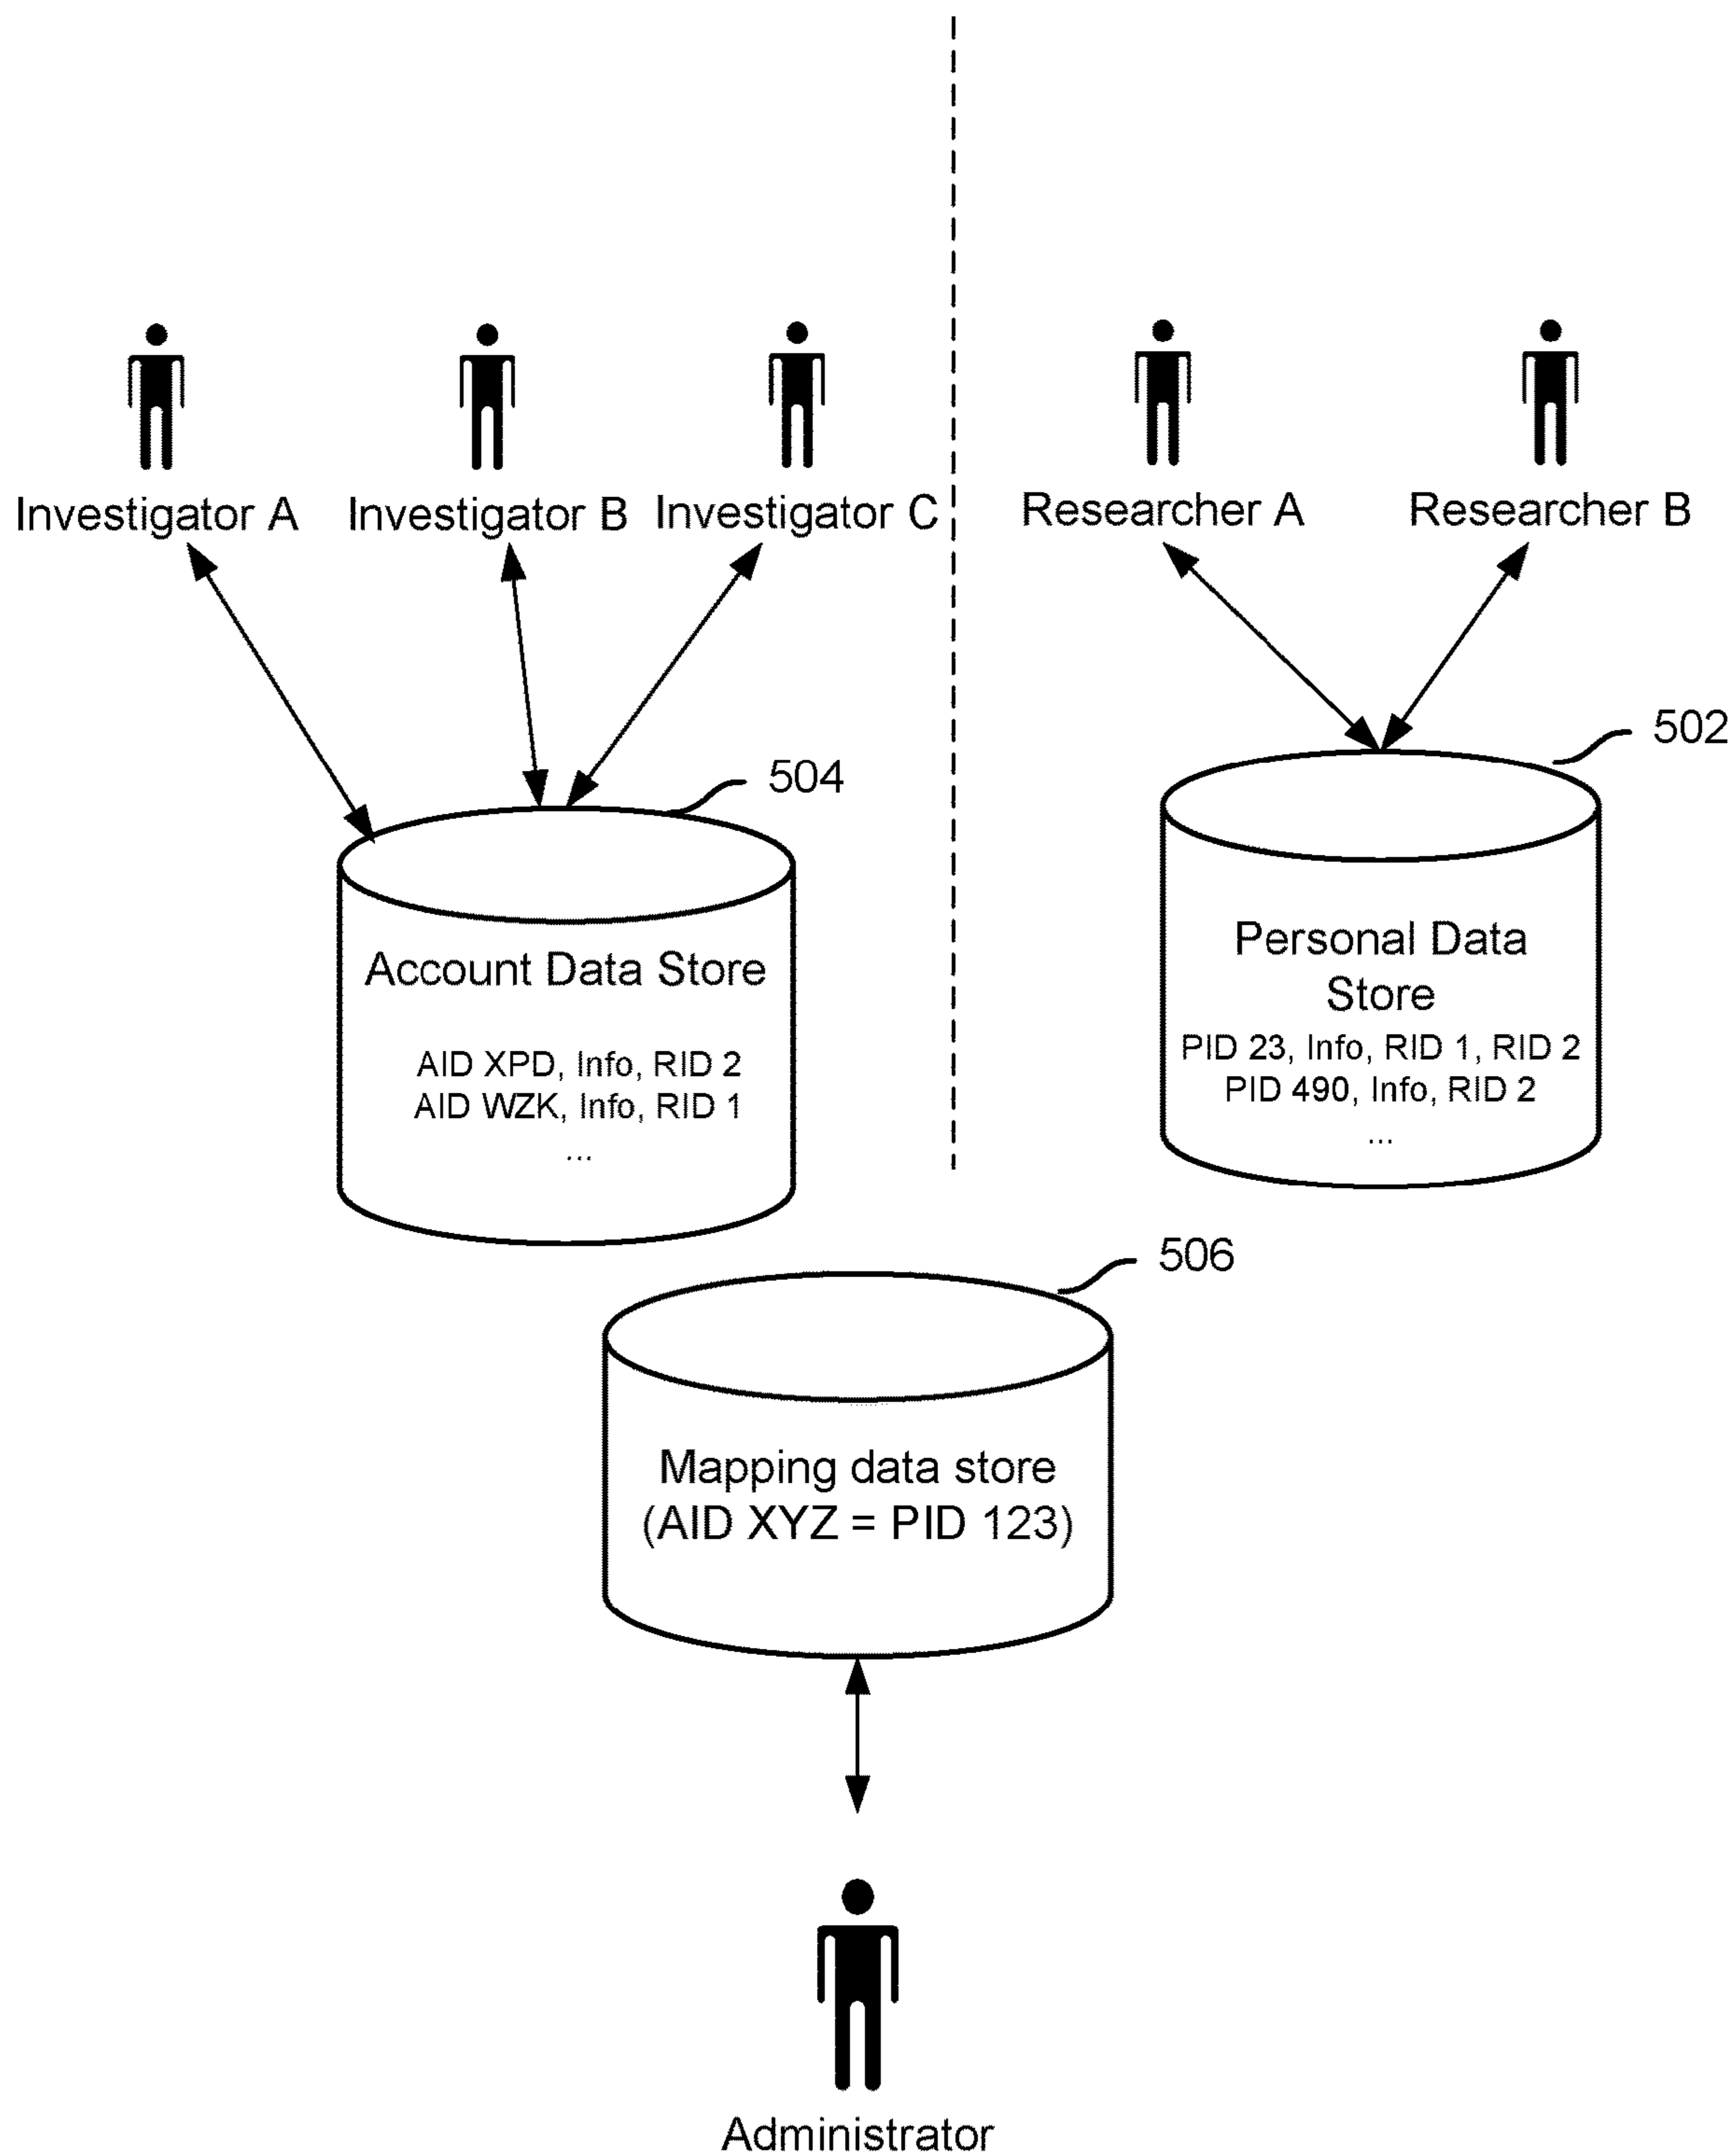 Investigator A
Investigator B
Investigator C
Researcher A
Researcher B
504
502
Account Data Store
AID XPD, Info, RID 2
AID WZK, Info, RID 1
...
Personal Data
Store
PID 23, Info, RID 1, RID 2
PID 490, Info, RID 2
...
506
Mapping data store
(AID XYZ = PID 123)
Administrator